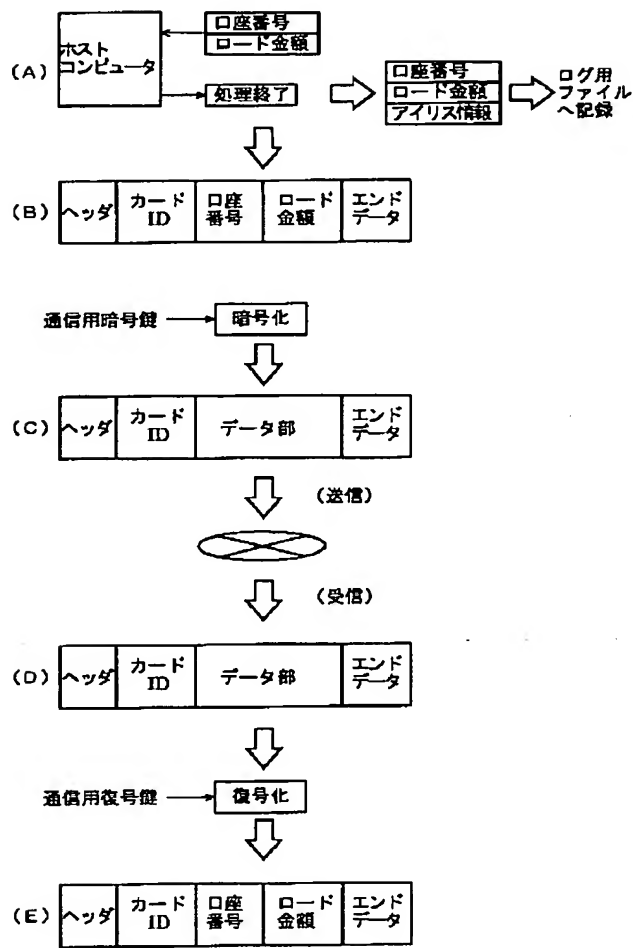 (A)
ホスト
コンピュータ
口座番号
ロード金額
処理終了
口座番号
ロード金額
アイリス情報
ログ用
ファイル
へ記録
(B)
ヘッダ
カード
ID
口座
番号
ロード
金額
エンド
データ
通信用暗号鍵
暗号化
(C)
ヘッダ
カード
ID
データ部
エンド
データ
(送信)
(受信)
(D)
ヘッダ
カード
ID
データ部
エンド
データ
通信用復号鍵
復号化
(E)
ヘッダ
カード
ID
口座
番号
ロード
金額
エンド
データ